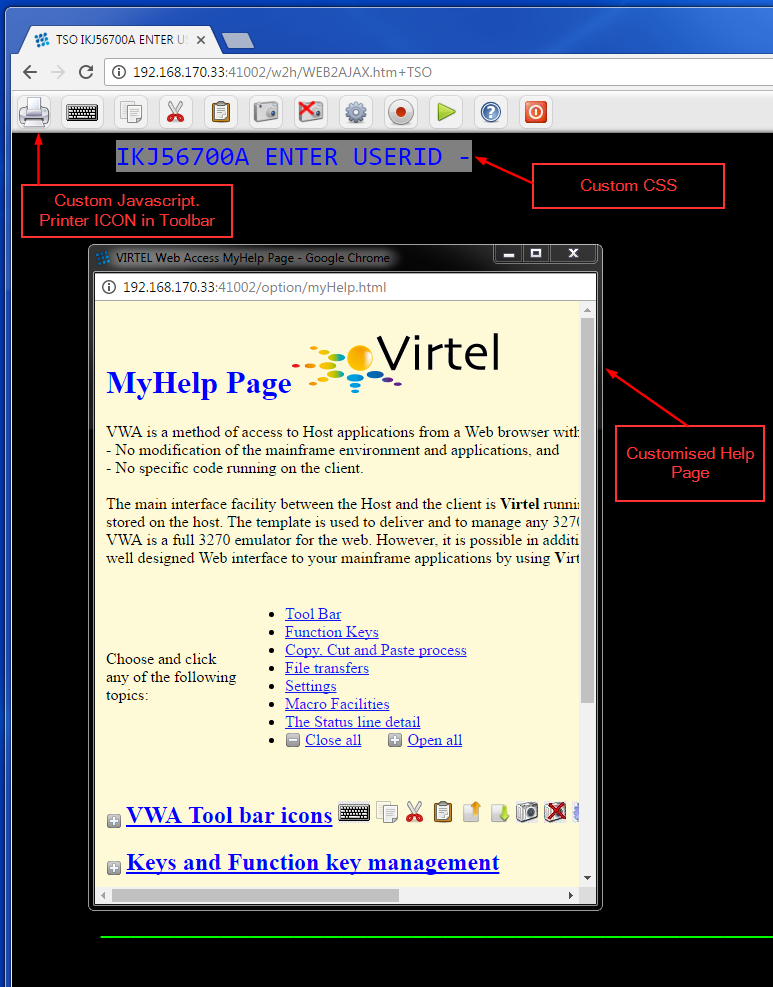 TSO IKJ56700A ENTER US
192.168.170.33:41002/w2h/WEB2AJAX.htm+TSO
IKJ56700A ENTER USERID -
Custom CSS
Custom Javascript.
Printer ICON in Toolbar
VIRTEL Web Access MyHelp Page - Google Chrome
192.168.170.33:41002/option/myHelp.html
Virtel
MyHelp Page
VWA is a method of access to Host applications from a Web browser with
- No modification of the mainframe environment and applications, and
- No specific code running on the client.
Customised Help
Page
The main interface facility between the Host and the client is Virtel runni
stored on the host. The template is used to deliver and to manage any 327
VWA is a full 3270 emulator for the web. However, it is possible in additi
well designed Web interface to your mainframe applications by using Virt
Choose and click
any of the following
topics:
Tool Bar
Function Keys
Copy, Cut and Paste process
File transfers
Settings
Macro Facilities
The Status line detail
Close all Open all
VWA Tool bar icons
Keys and Function key management